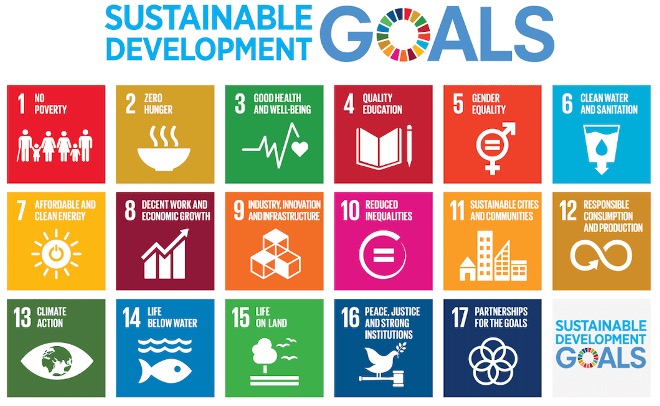 SUSTAINABLE
DEVELOPMENT
GOALS
1 NO
POVERTY
2 ZERO
HUNGER
3 GOOD HEALTH
AND WELL-BEING
4 QUALITY
EDUCATION
5 GENDER
EQUALITY
6 CLEAN WATER
AND SANITATION
7 AFFORDABLE AND
CLEAN ENERGY
8 DECENT WORK AND
ECONOMIC GROWTH
9 INDUSTRY, INNOVATION
AND INFRASTRUCTURE
10 REDUCED
INEQUALITIES
11 SUSTAINABLE CITIES
AND COMMUNITIES
12 RESPONSIBLE
CONSUMPTION
AND PRODUCTION
13 CLIMATE
ACTION
14 LIFE
BELOW WATER
15 LIFE
ON LAND
16 PEACE, JUSTICE
AND STRONG
INSTITUTIONS
17 PARTNERSHIPS
FOR THE GOALS
SUSTAINABLE
DEVELOPMENT
GOALS